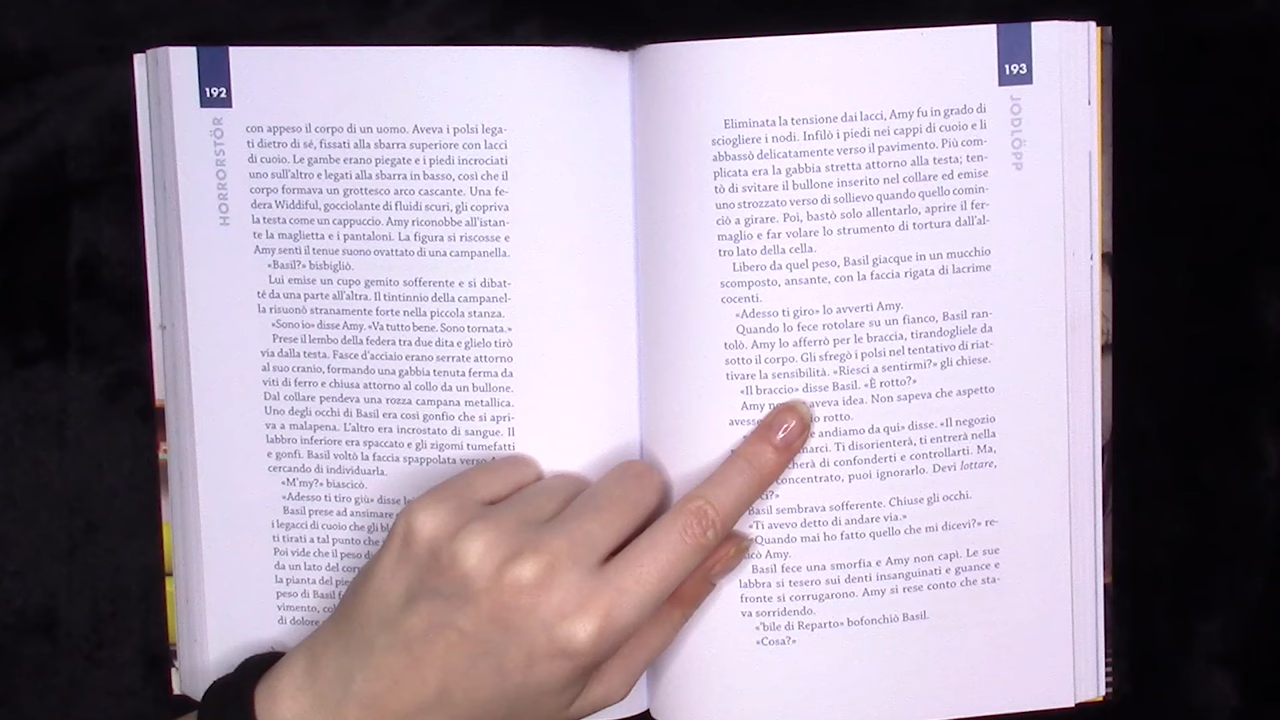 192
HORRORSTÖR
con appeso il corpo di un uomo. Aveva i polsi lega-
ti dietro di sé, fissati alla sbarra superiore con lacci
di cuoio. Le gambe erano piegate e i piedi incrociati
uno sull'altro e legati alla sbarra in basso, così che il
corpo formava un grottesco arco cascante. Una fe-
dera Widdiful, gocciolante di fluidi scuri, gli copriva
la testa come un cappuccio. Amy riconobbe all'istan-
te la maglietta e i pantaloni. La figura si riscosse e
Amy sentì il tenue suono ovattato di una campanella.
«Basil?» bisbigliò.
Lui emise un cupo gemito sofferente e si dibat-
té da una parte all'altra. Il tintinnio della campanel-
la risuonò stranamente forte nella piccola stanza.
«Sono io» disse Amy. «Va tutto bene. Sono tornata.»
Prese il lembo della federa tra due dita e glielo tirò
via dalla testa. Fasce d'acciaio erano serrate attorno
al suo cranio, formando una gabbia tenuta ferma da
viti di ferro e chiusa attorno al collo da un bullone.
Dal collare pendeva una rozza campana metallica.
Uno degli occhi di Basil era così gonfio che si apri-
va a malapena. L'altro era incrostato di sangue. Il
labbro inferiore era spaccato e gli zigomi tumefatti
e gonfi. Basil voltò la faccia spappolata verso
cercando di individuarla.
«M'my?» biascicò.
«Adesso ti tiro giù» disse
Basil prese ad ansimare
i legacci di cuoio che gli
ti tirati a tal punto che
Poi vide che il peso
da un lato del
la pianta del
peso di Basil
vimento,
di dolore
193
JODLÖPP
Eliminata la tensione dai lacci, Amy fu in grado di
sciogliere i nodi. Infilò i piedi nei cappi di cuoio e li
abbassò delicatamente verso il pavimento. Più com-
plicata era la gabbia stretta attorno alla testa; ten-
tò di svitare il bullone inserito nel collare ed emise
uno strozzato verso di sollievo quando quello comin-
ciò a girare. Poi, bastò solo allentarlo, aprire il fer-
maglio e far volare lo strumento di tortura dall'al-
tro lato della cella.
Libero da quel peso, Basil giacque in un mucchio
scomposto, ansante, con la faccia rigata di lacrime
cocenti.
«Adesso ti giro» lo avvertì Amy.
Quando lo fece rotolare su un fianco, Basil ran-
tolò. Amy lo afferrò per le braccia, tirandogliele da
sotto il corpo. Gli sfregò i polsi nel tentativo di riat-
tivare la sensibilità. «Riesci a sentirmi?» gli chiese.
«Il braccio» disse Basil. «È rotto?»
Amy aveva idea. Non sapeva che aspetto
rotto.
andiamo da qui» disse. «Il negozio
Ti disorienterà, ti entrerà nella
di confonderti e controllarti. Ma,
concentrato, puoi ignorarlo. Devi lottare,
Basil sembrava sofferente. Chiuse gli occhi.
«Ti avevo detto di andare via.»
«Quando mai ho fatto quello che mi dicevi?» re-
Amy.
Basil fece una smorfia e Amy non capì. Le sue
labbra si tesero sui denti insanguinati e guance e
fronte si corrugarono. Amy si rese conto che sta-
va sorridendo.
«'bile di Reparto» bofonchiò Basil.
«Cosa?»